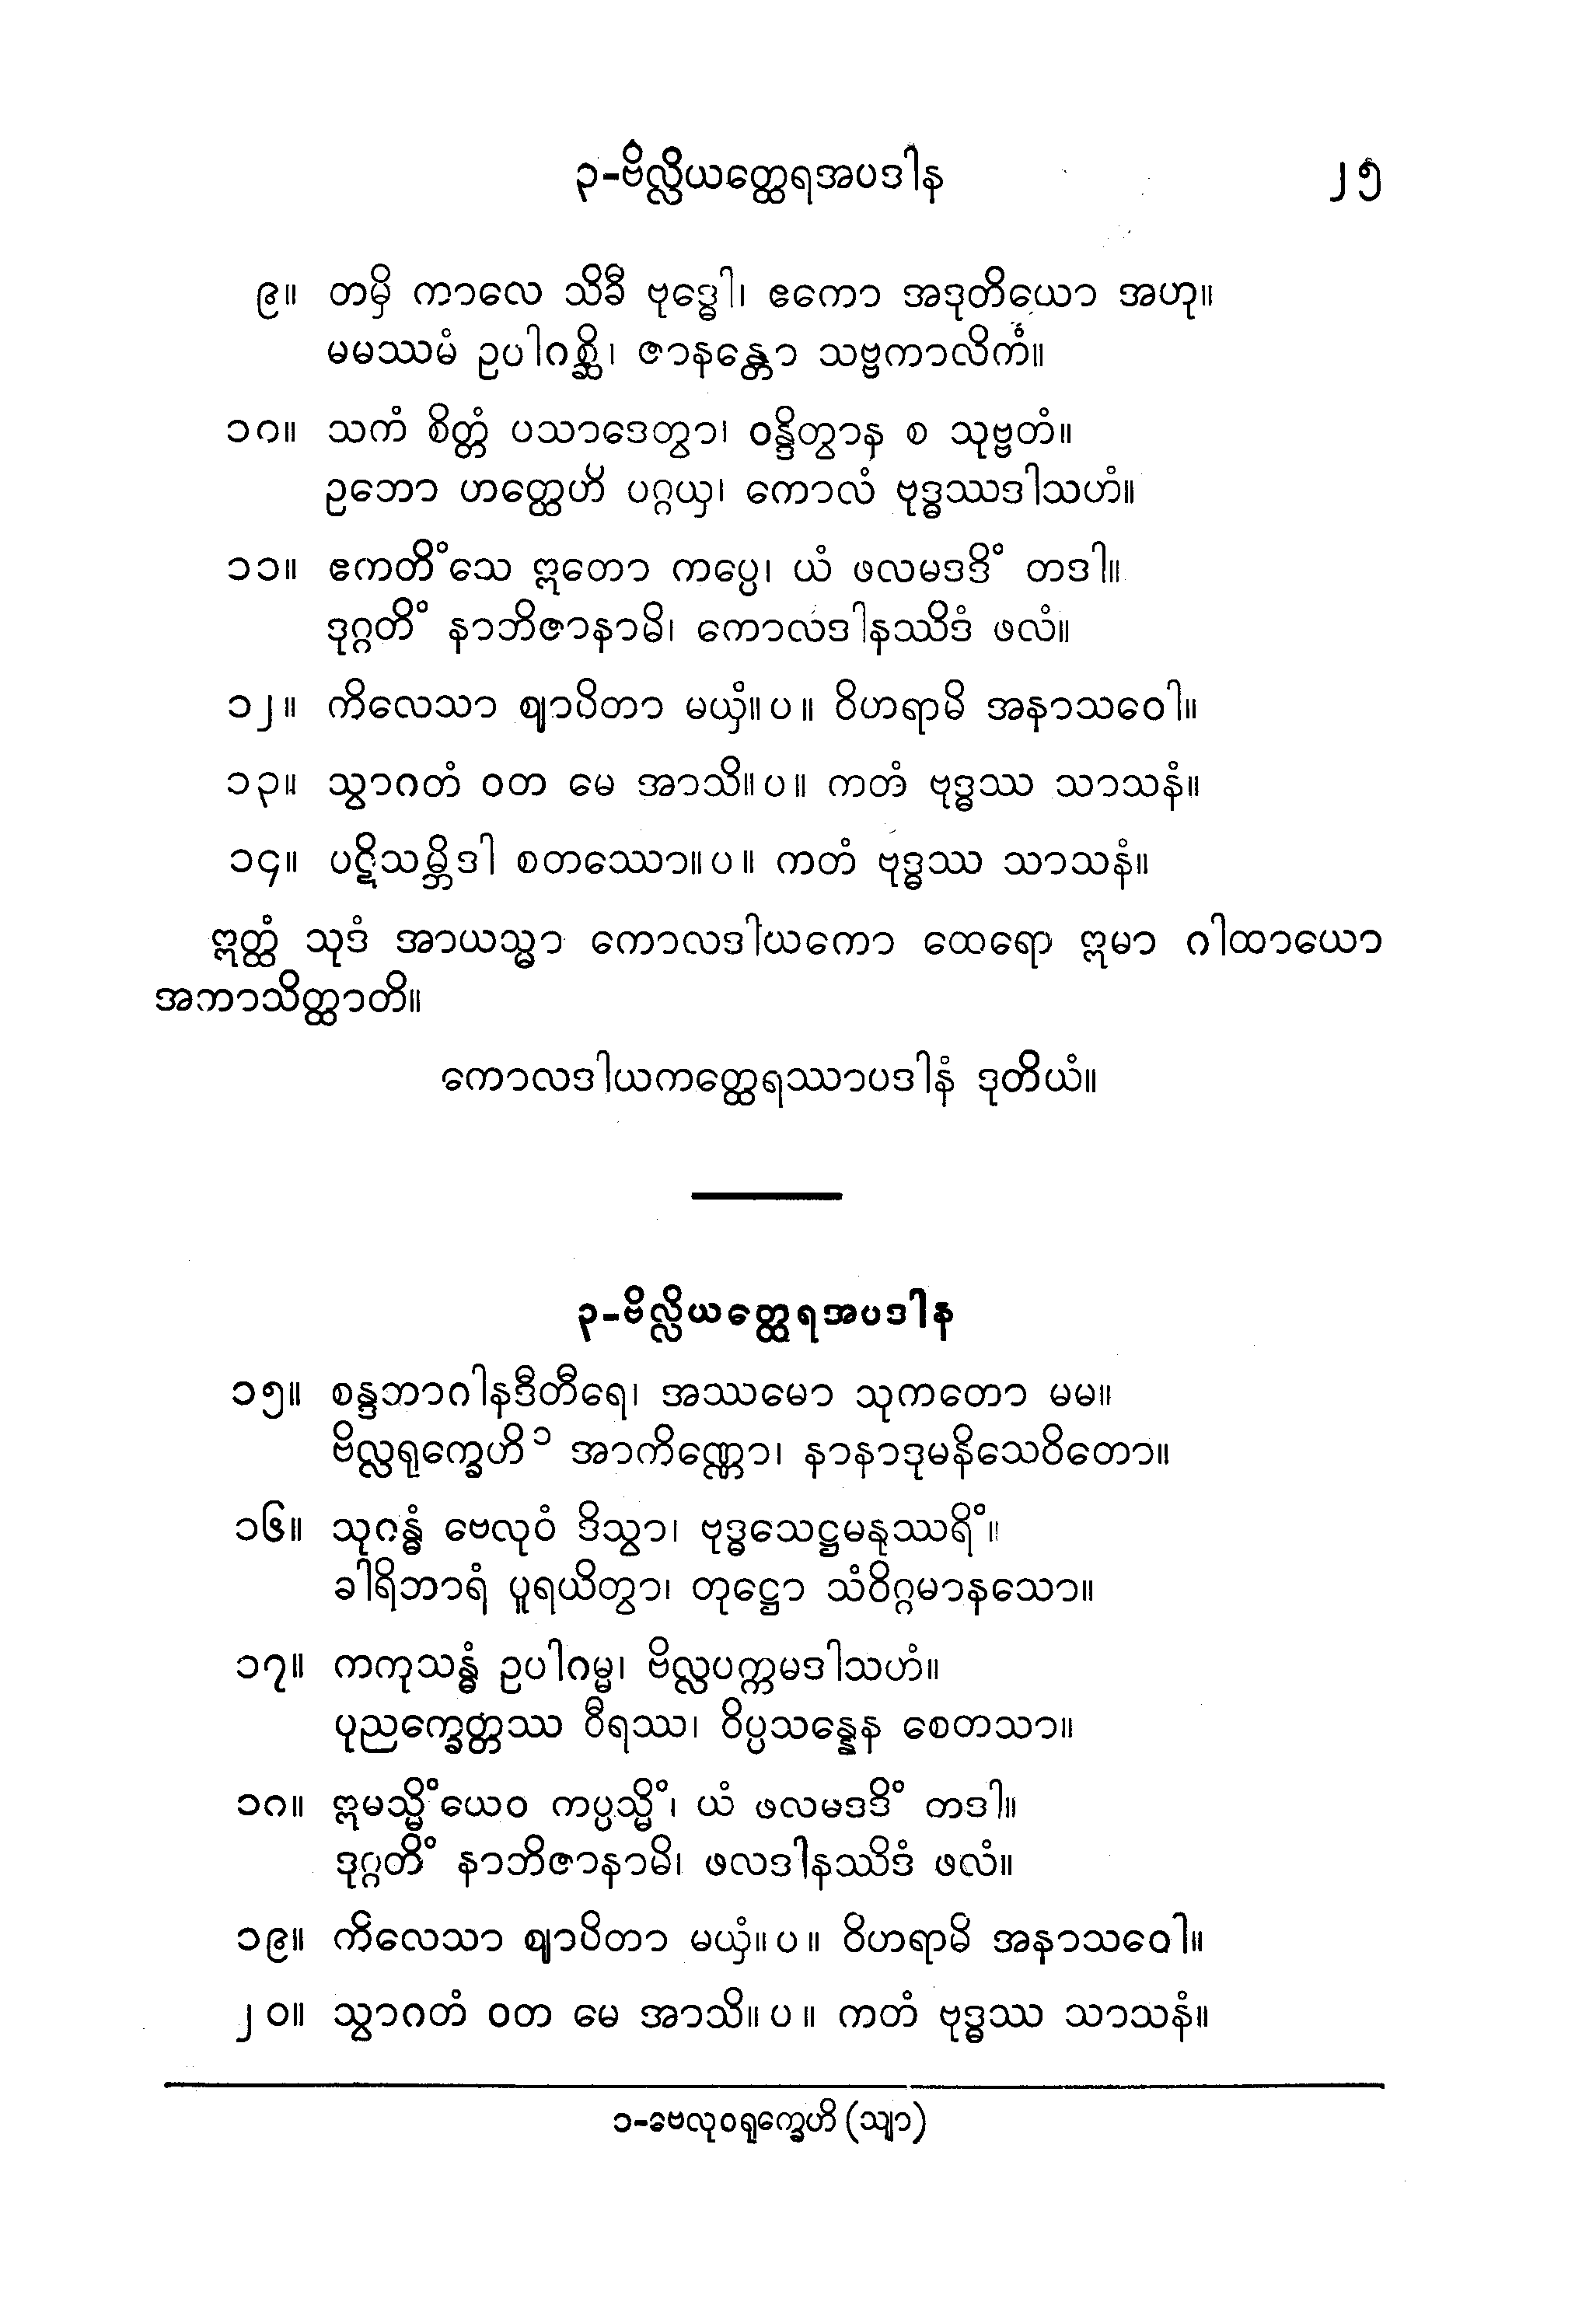 ၃-ဗိလ္လိယတ္ထေရအပဒါန ၂၅
၉။ တမှိ ကာလေ သိခီ ဗုဒ္ဓေါ၊ ဧကော အဒုတိယော အဟု။
မမဿမံ ဥပါဂစ္ဆိ၊ ဇာနန္တော သဗ္ဗကာလိကံ။
၁၀။ သကံ စိတ္တံ ပသာဒေတွာ၊ ဝန္ဒိတွာန စ သုဗ္ဗတံ။
ဥဘော ဟတ္ထေဟိ ပဂ္ဂယှ၊ ကောလံ ဗုဒ္ဓဿဒါသဟံ။
၁၁။ ဧကတိံသေ ဣတော ကပ္ပေ၊ ယံ ဖလမဒဒိံ တဒါ။
ဒုဂ္ဂတိံ နာဘိဇာနာမိ၊ ကောလဒါနဿိဒံ ဖလံ။
၁၂။ ကိလေသာ ဈာပိတာ မယှံ။ပ။ ဝိဟရာမိ အနာသဝေါ။
၁၃။ သွာဂတံ ဝတ မေ အာသိ။ပ။ ကတံ ဗုဒ္ဓဿ သာသနံ။
၁၄။ ပဋိသမ္ဘိဒါ စတဿော။ပ။ ကတံ ဗုဒ္ဓဿ သာသနံ။
ဣတ္ထံ သုဒံ အာယသ္မာ ကောလဒါယကော ထေရော ဣမာ ဂါထာယော
အဘာသိတ္ထာတိ။
ကောလဒါယကတ္ထေရဿာပဒါနံ ဒုတိယံ။
၃-ဗိလ္လိယတ္ထေရအပဒါန
၁၅။ စန္ဒဘာဂါနဒီတီရေ၊ အဿမော သုကတော မမ။
ဗိလ္လရုက္ခေဟိ ၁ အာကိဏ္ဏော၊ နာနာဒုမနိသေဝိတော။
၁၆။ သုဂန္ဓံ ဗေလုဝံ ဒိသွာ၊ ဗုဒ္ဓသေဋ္ဌမနုဿရိံ။
ခါရိဘာရံ ပူရယိတွာ၊ တုဋ္ဌော သံဝိဂ္ဂမာနသော။
၁၇။ ကကုသန္ဓံ ဥပါဂမ္မ၊ ဗိလ္လပက္ကမဒါသဟံ။
ပုညက္ခေတ္တဿ ဝီရဿ၊ ဝိပ္ပသန္နေန စေတသာ။
၁၈။ ဣမသ္မိံယေဝ ကပ္ပသ္မိံ၊ ယံ ဖလမဒဒိံ တဒါ။
ဒုဂ္ဂတိံ နာဘိဇာနာမိ၊ ဖလဒါနဿိဒံ ဖလံ။
၁၉။ ကိလေသာ ဈာပိတာ မယှံ။ပ။ ဝိဟရာမိ အနာသဝေါ။
၂၀။ သွာဂတံ ဝတ မေ အာသိ။ပ။ ကတံ ဗုဒ္ဓဿ သာသနံ။
၁-ဗေလုဝရုက္ခေဟိ (သျာ)